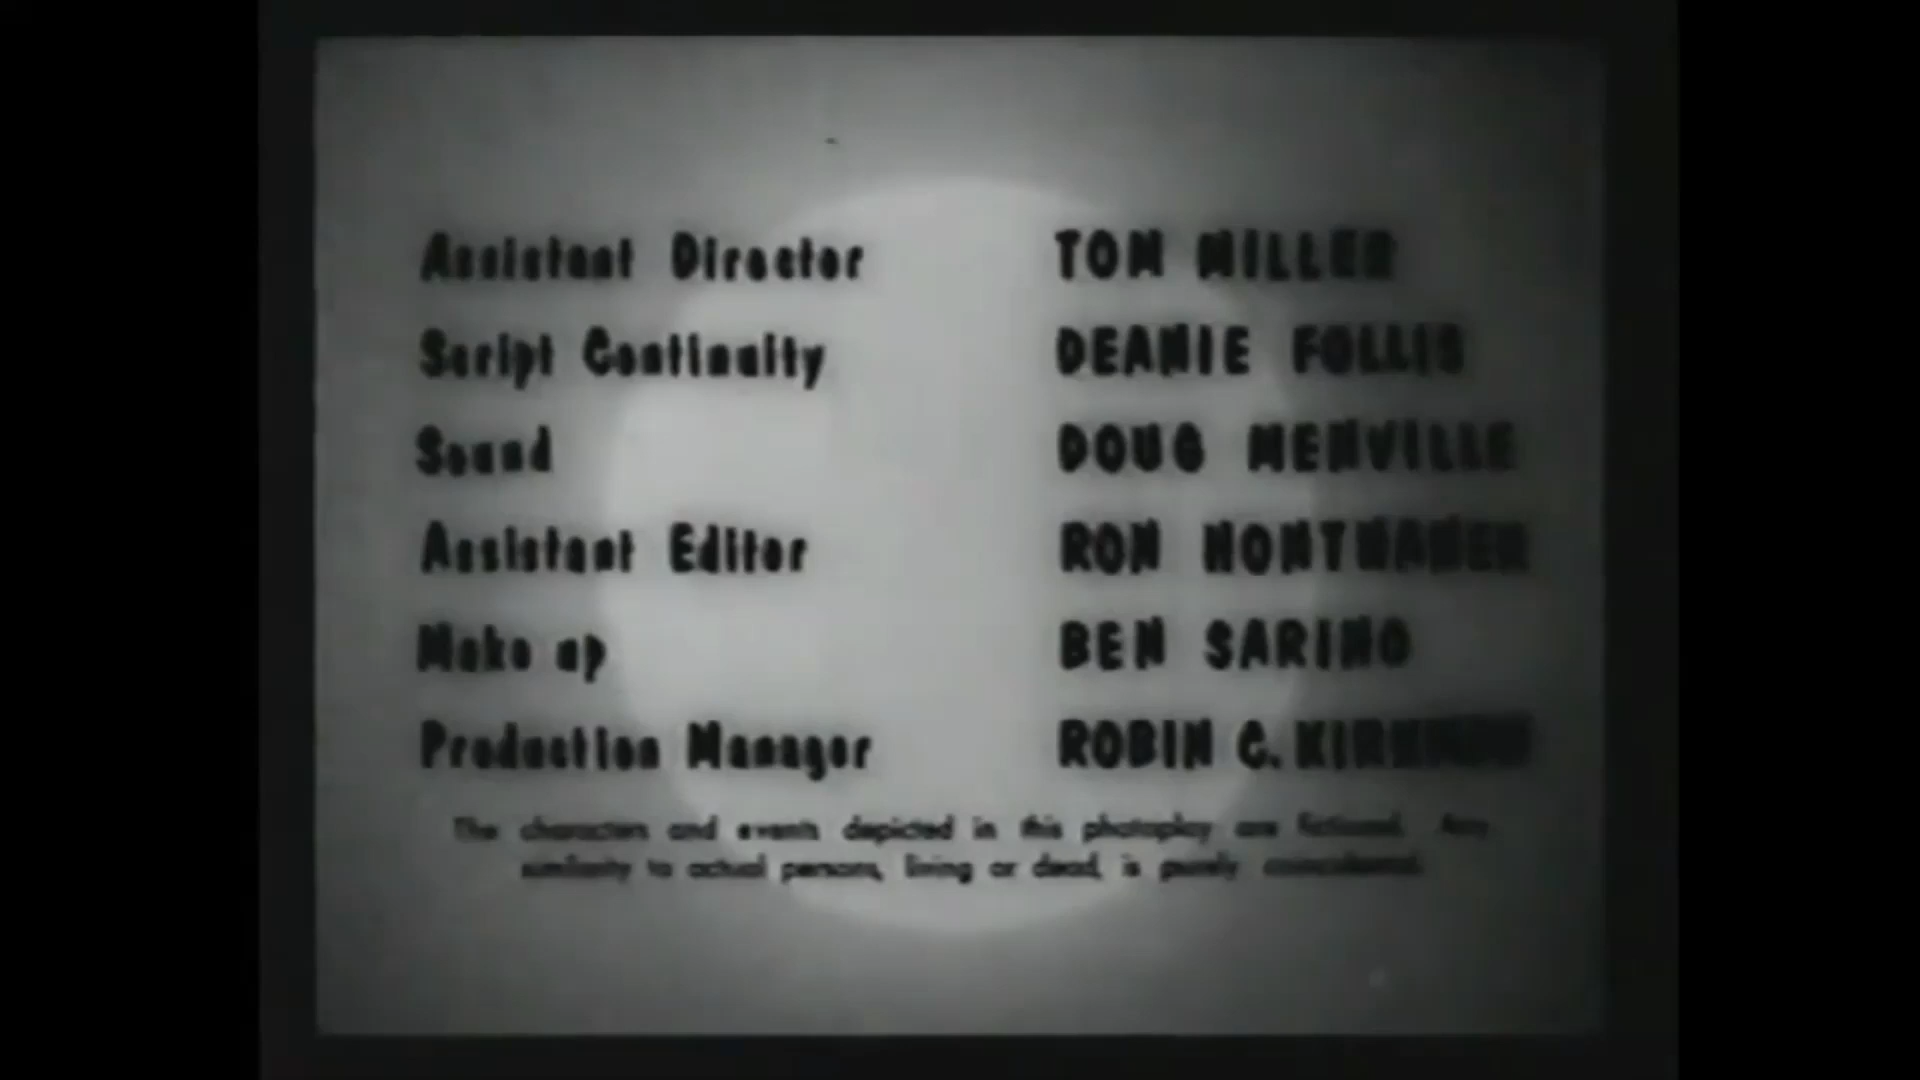 Assistant Director TOM MILLER
Script Continuity DEANIE FOLLIS
Sound DOUG MENVILLE
Assistant Editor RON
Make up BEN SARINO
Production Manager ROBIN C.
The characters and events depicted in this photoplay are fictional. Any
similarity to actual persons, living or dead, is purely coincidental.